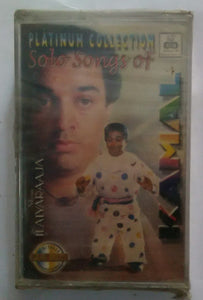 PLATINUM COLLECTION
Solo Songs of
KAMAL
ILAIYARAAJA